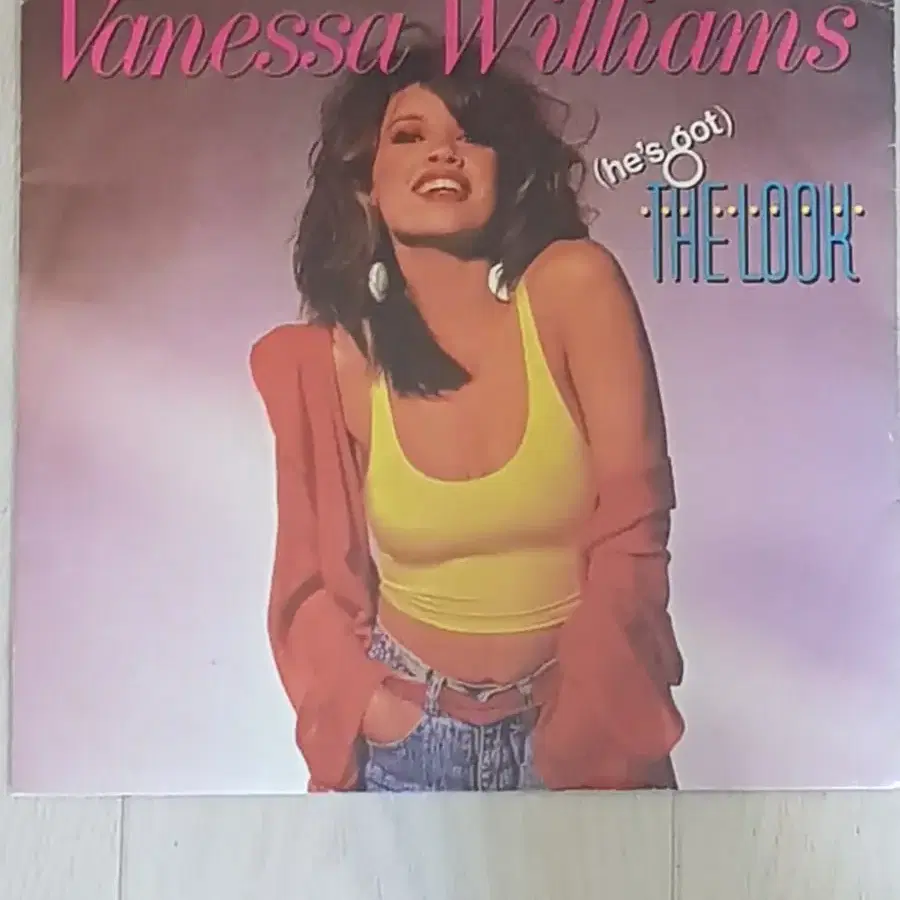 Vanessa Williams
(he's got)
THE LOOK